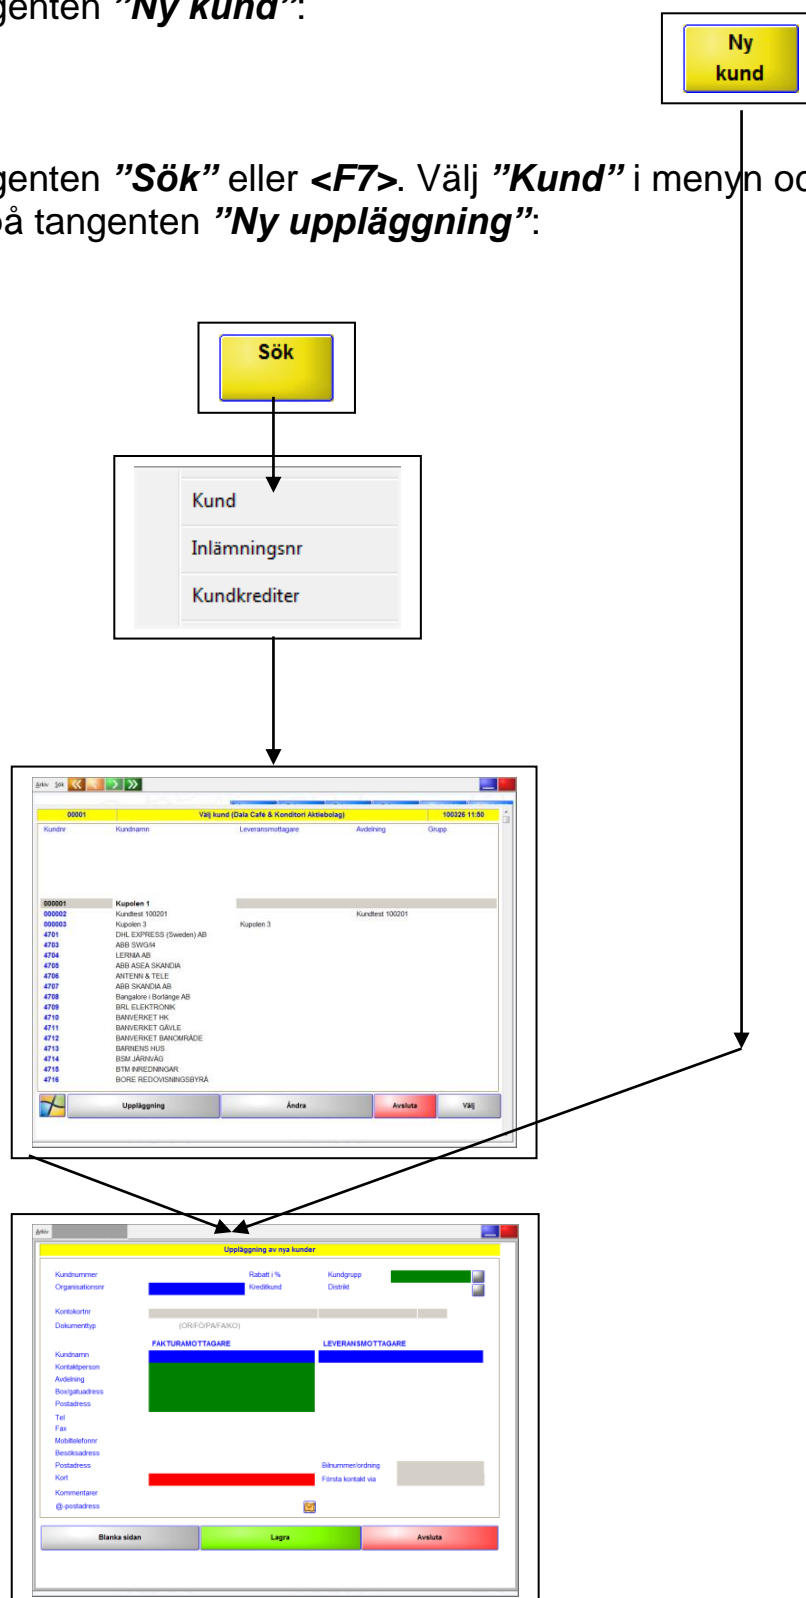 genten ”Ny kund”:
Ny
kund
genten ”Sök” eller <F7>. Välj ”Kund” i menyn oc
på tangenten ”Ny uppläggning”:
Sök
Kund
Inlämningsnr
Kundkrediter
Arkiv Sök
00001 Välj kund (Dala Café & Konditori Aktiebolag) 100326 11:50
Kundnr Kundnamn Leveransmottagare Avdelning Grupp
000001 Kupolen 1
000002 Kundtest 100201 Kundtest 100201
000003 Kupolen 3 Kupolen 3
4701 DHL EXPRESS (Sweden) AB
4703 ABB SWG/I4
4704 LERNIA AB
4705 ABB ASEA SKANDIA
4706 ANTENN & TELE
4707 ABB SKANDIA AB
4708 Bangalore i Borlänge AB
4709 BRL ELEKTRONIK
4710 BANVERKET HK
4711 BANVERKET GÄVLE
4712 BANVERKET BANOMRÅDE
4713 BARNENS HUS
4714 BSM JÄRNVÄG
4715 BTM INREDNINGAR
4716 BORE REDOVISNINGSBYRÅ
Uppläggning Ändra Avsluta Välj
Arkiv
Uppläggning av nya kunder
Kundnummer Rabatt i % Kundgrupp
Organisationsnr Kreditkund Distrikt
Kontokortnr
Dokumenttyp (OR/FÖ/PA/FA/KO)
FAKTURAMOTTAGARE LEVERANSMOTTAGARE
Kundnamn
Kontaktperson
Avdelning
Box/gatuadress
Postadress
Tel
Fax
Mobiltelefonnr
Besöksadress
Postadress Bilnummer/ordning
Kort Första kontakt via
Kommentarer
@-postadress
Blanka sidan Lagra Avsluta